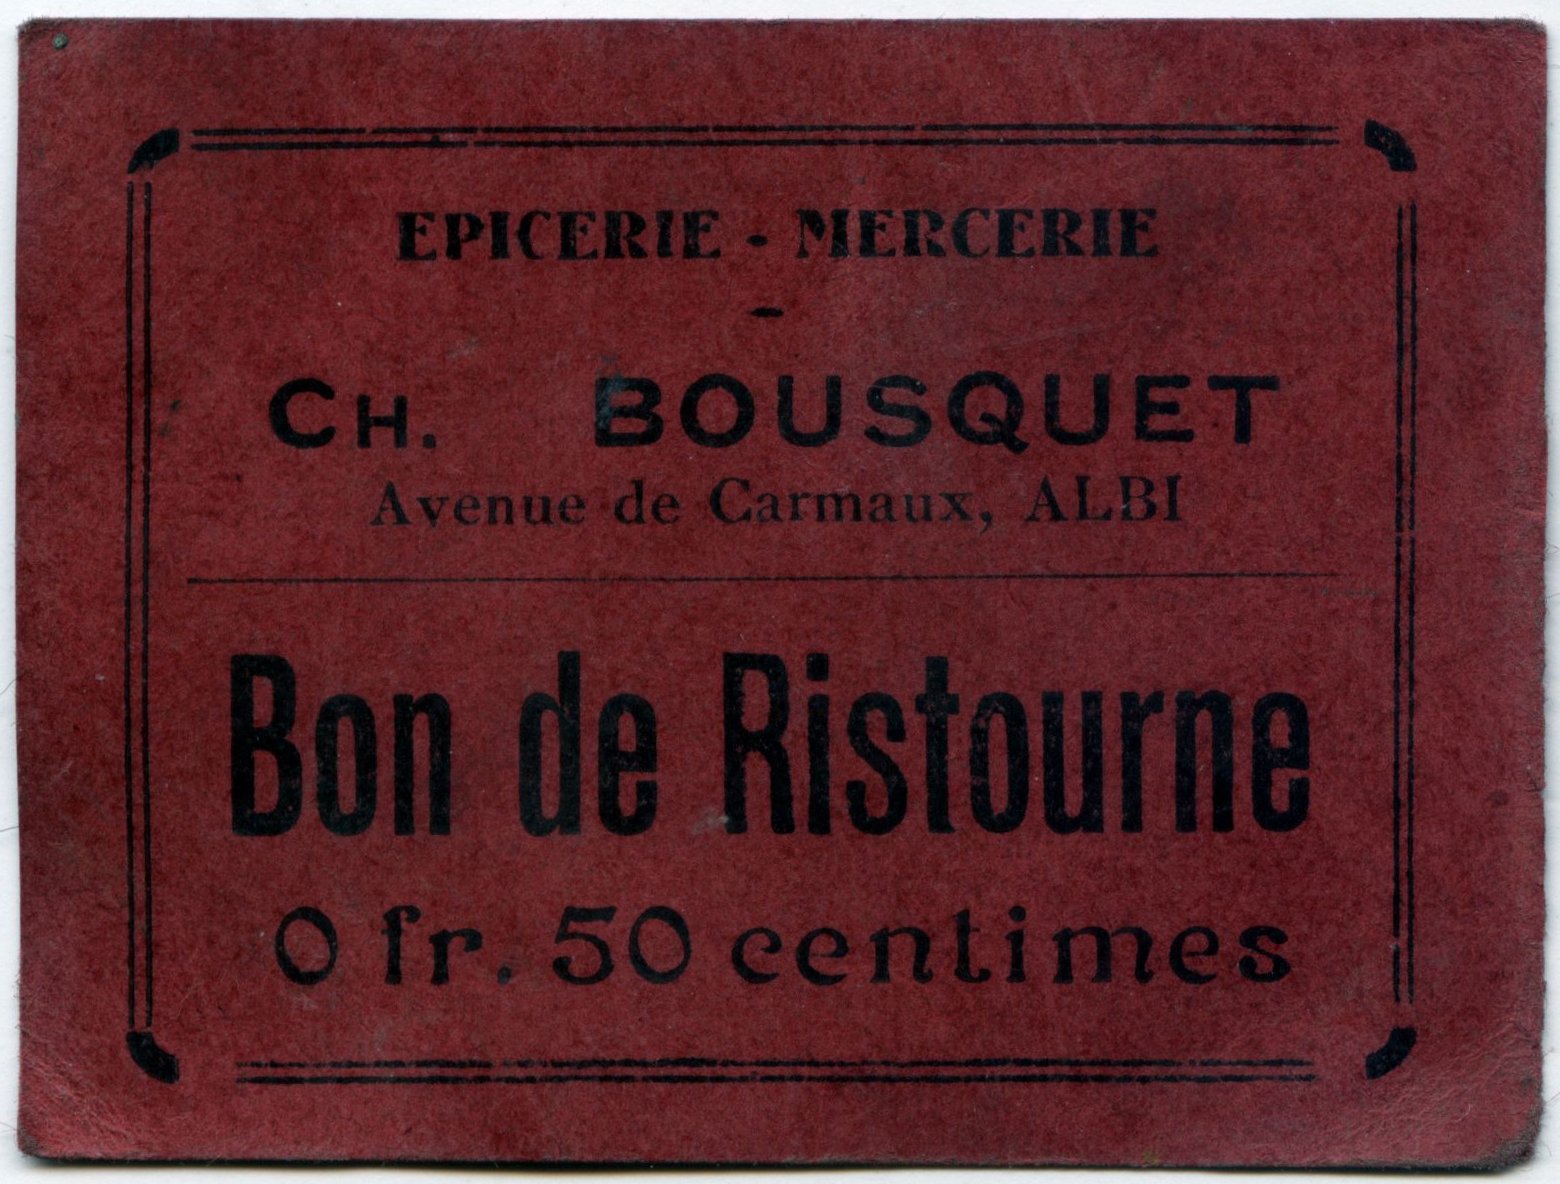 EPICERIE - MERCERIE
-
CH. BOUSQUET
Avenue de Carmaux, ALBI
Bon de Ristourne
0 fr. 50 centimes